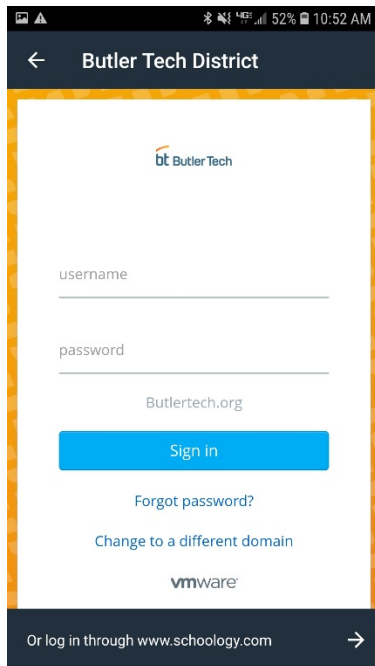 52% 10:52 AM
Butler Tech District
bt Butler Tech
username
password
Butlertech.org
Sign in
Forgot password?
Change to a different domain
vmware
Or log in through www.schoology.com